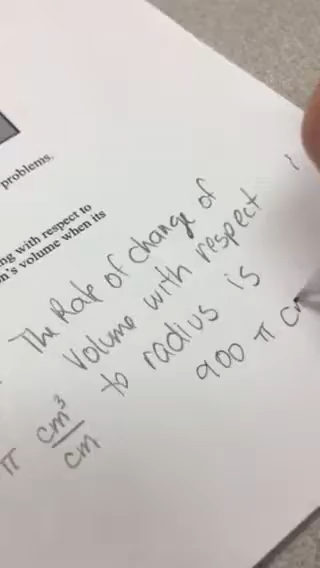 problems.
ng with respect to
n's volume when its
The Rate of change of
Volume with respect
to radius is
900 π c
π cm³
cm